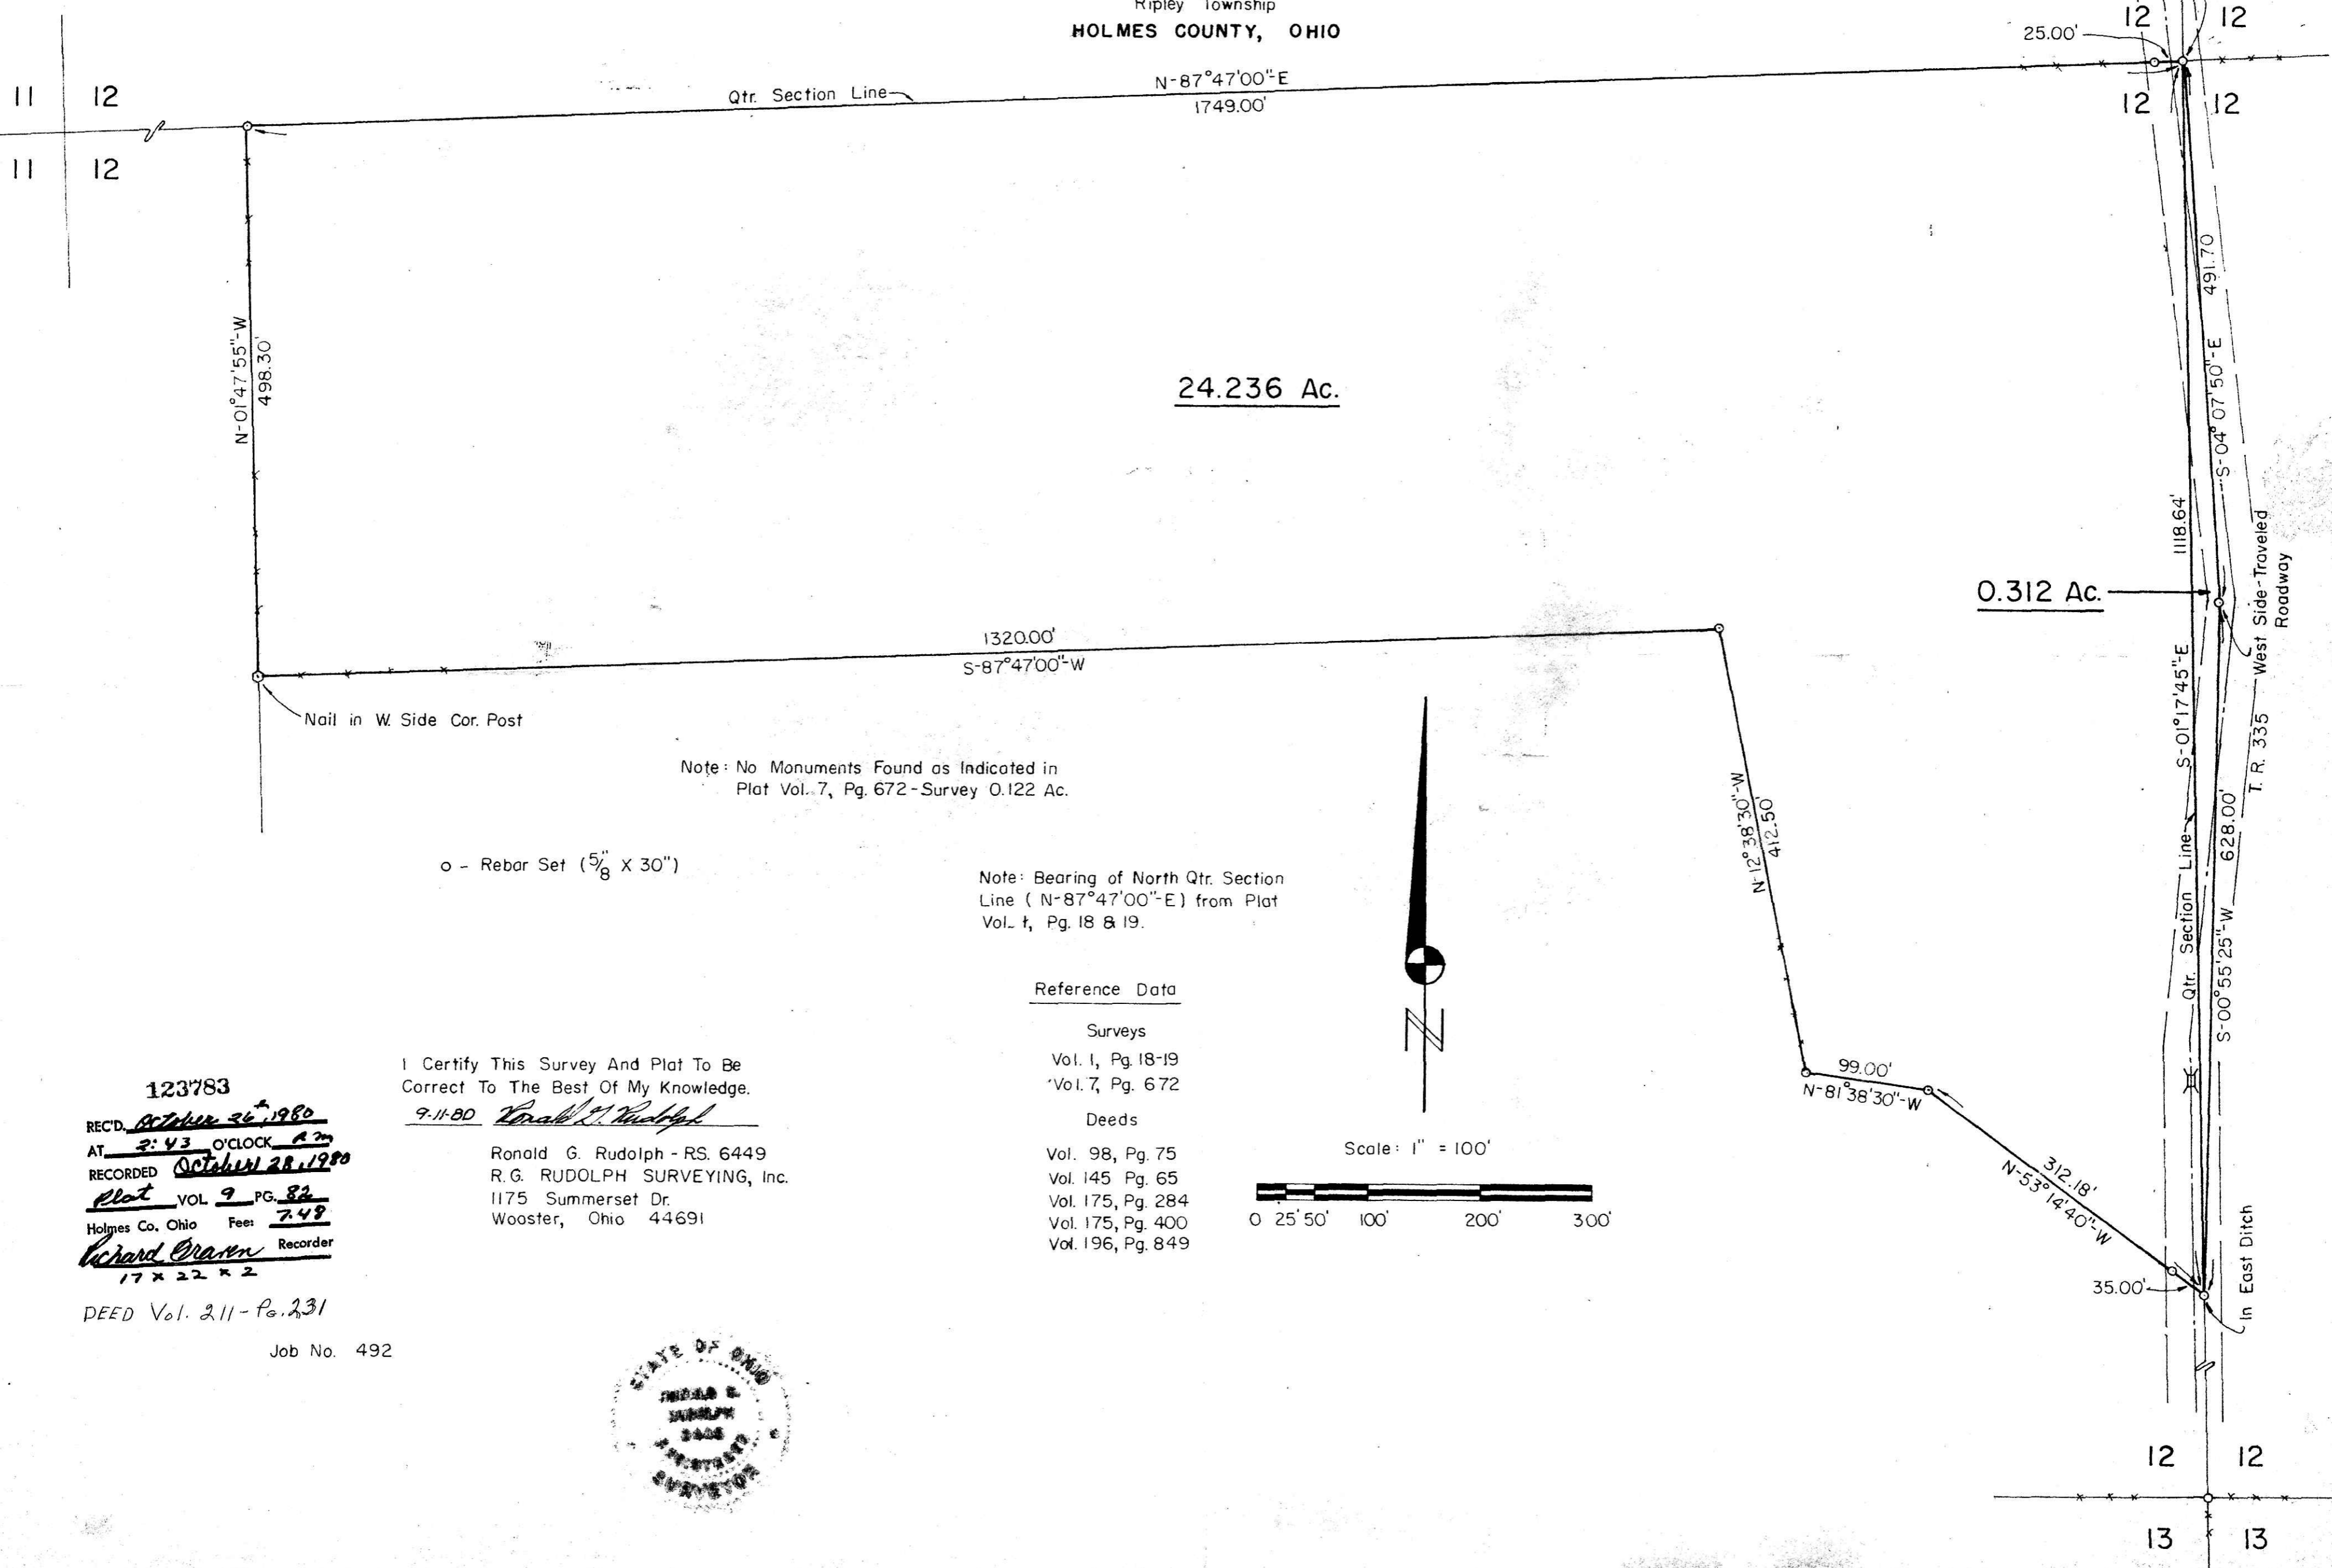 Ripley Township
HOLMES COUNTY, OHIO
11 12
11 12
12 12
12 12
25.00'
Qtr. Section Line
N-87°47'00"-E
1749.00'
N-01°47'55"-W
498.30'
24.236 Ac.
491.70
S-04°07'50"-E
1118.64'
S-01°17'45"-E
0.312 Ac.
West Side-Traveled
Roadway
T. R. 335
1320.00'
S-87°47'00"-W
Nail in W. Side Cor. Post
Note: No Monuments Found as Indicated in
Plat Vol. 7, Pg. 672-Survey 0.122 Ac.
N-12°38'30"-W
412.50'
Qtr. Section Line
628.00'
S-00°55'25"-W
o - Rebar Set (5/8" X 30")
Note: Bearing of North Qtr. Section
Line ( N-87°47'00"-E) from Plat
Vol. 1, Pg. 18 & 19.
Reference Data
Surveys
Vol. 1, Pg. 18-19
Vol. 7, Pg. 672
Deeds
Vol. 98, Pg. 75
Vol. 145 Pg. 65
Vol. 175, Pg. 284
Vol. 175, Pg. 400
Vol. 196, Pg. 849
N
Scale: 1" = 100'
0 25' 50' 100' 200' 300'
99.00'
N-81°38'30"-W
312.18'
N-53°14'40"-W
35.00'
In East Ditch
I Certify This Survey And Plat To Be
Correct To The Best Of My Knowledge.
9-11-80 Ronald G. Rudolph
Ronald G. Rudolph - RS. 6449
R.G. RUDOLPH SURVEYING, Inc.
1175 Summerset Dr.
Wooster, Ohio 44691
123783
REC'D. October 26th, 1980
AT 2:43 O'CLOCK P M
RECORDED October 28, 1980
Plat VOL 9 PG. 82
Holmes Co. Ohio Fee: 7.48
Richard Graven Recorder
17 x 22 x 2
DEED Vol. 211-Pg. 231
Job No. 492
STATE OF OHIO
SURVEYOR
12 12
13 13